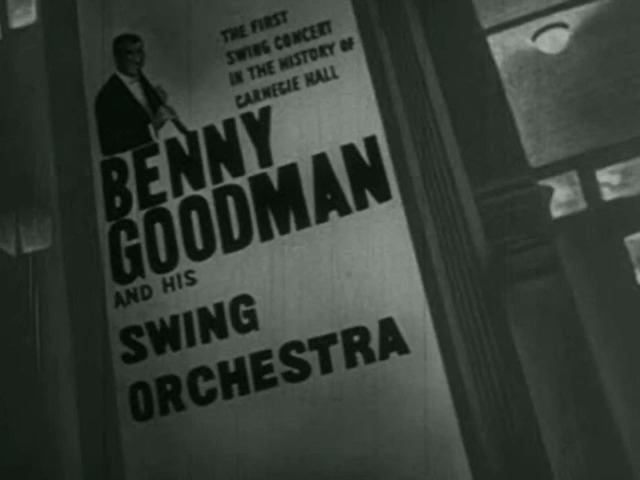 THE FIRST
SWING CONCERT
IN THE HISTORY OF
CARNEGIE HALL
BENNY
GOODMAN
AND HIS
SWING
ORCHESTRA